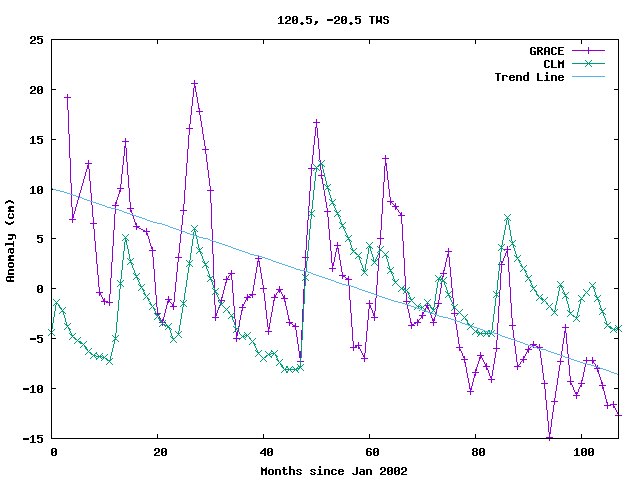 120.5, -20.5 TWS
GRACE
CLM
Trend Line
25
20
15
10
5
0
-5
-10
-15
Anomaly (cm)
0 20 40 60 80 100
Months since Jan 2002